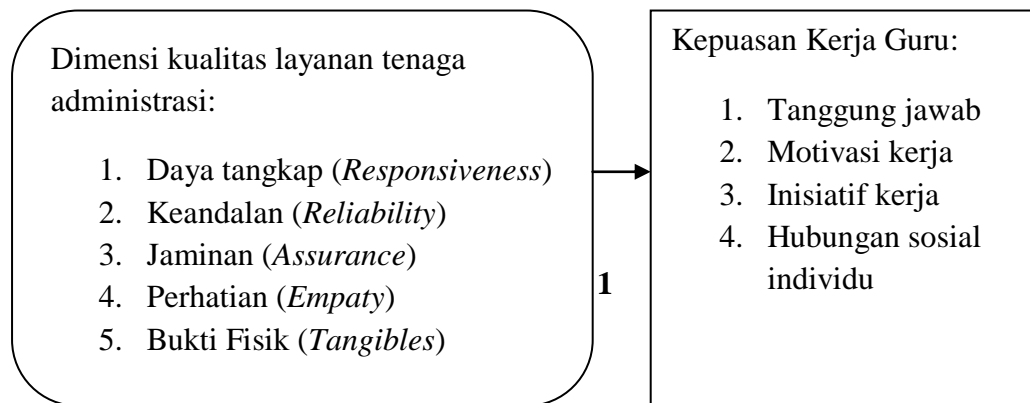 Dimensi kualitas layanan tenaga
administrasi:
1. Daya tangkap (Responsiveness)
2. Keandalan (Reliability)
3. Jaminan (Assurance)
4. Perhatian (Empaty)
5. Bukti Fisik (Tangibles)
1
Kepuasan Kerja Guru:
1. Tanggung jawab
2. Motivasi kerja
3. Inisiatif kerja
4. Hubungan sosial
individu